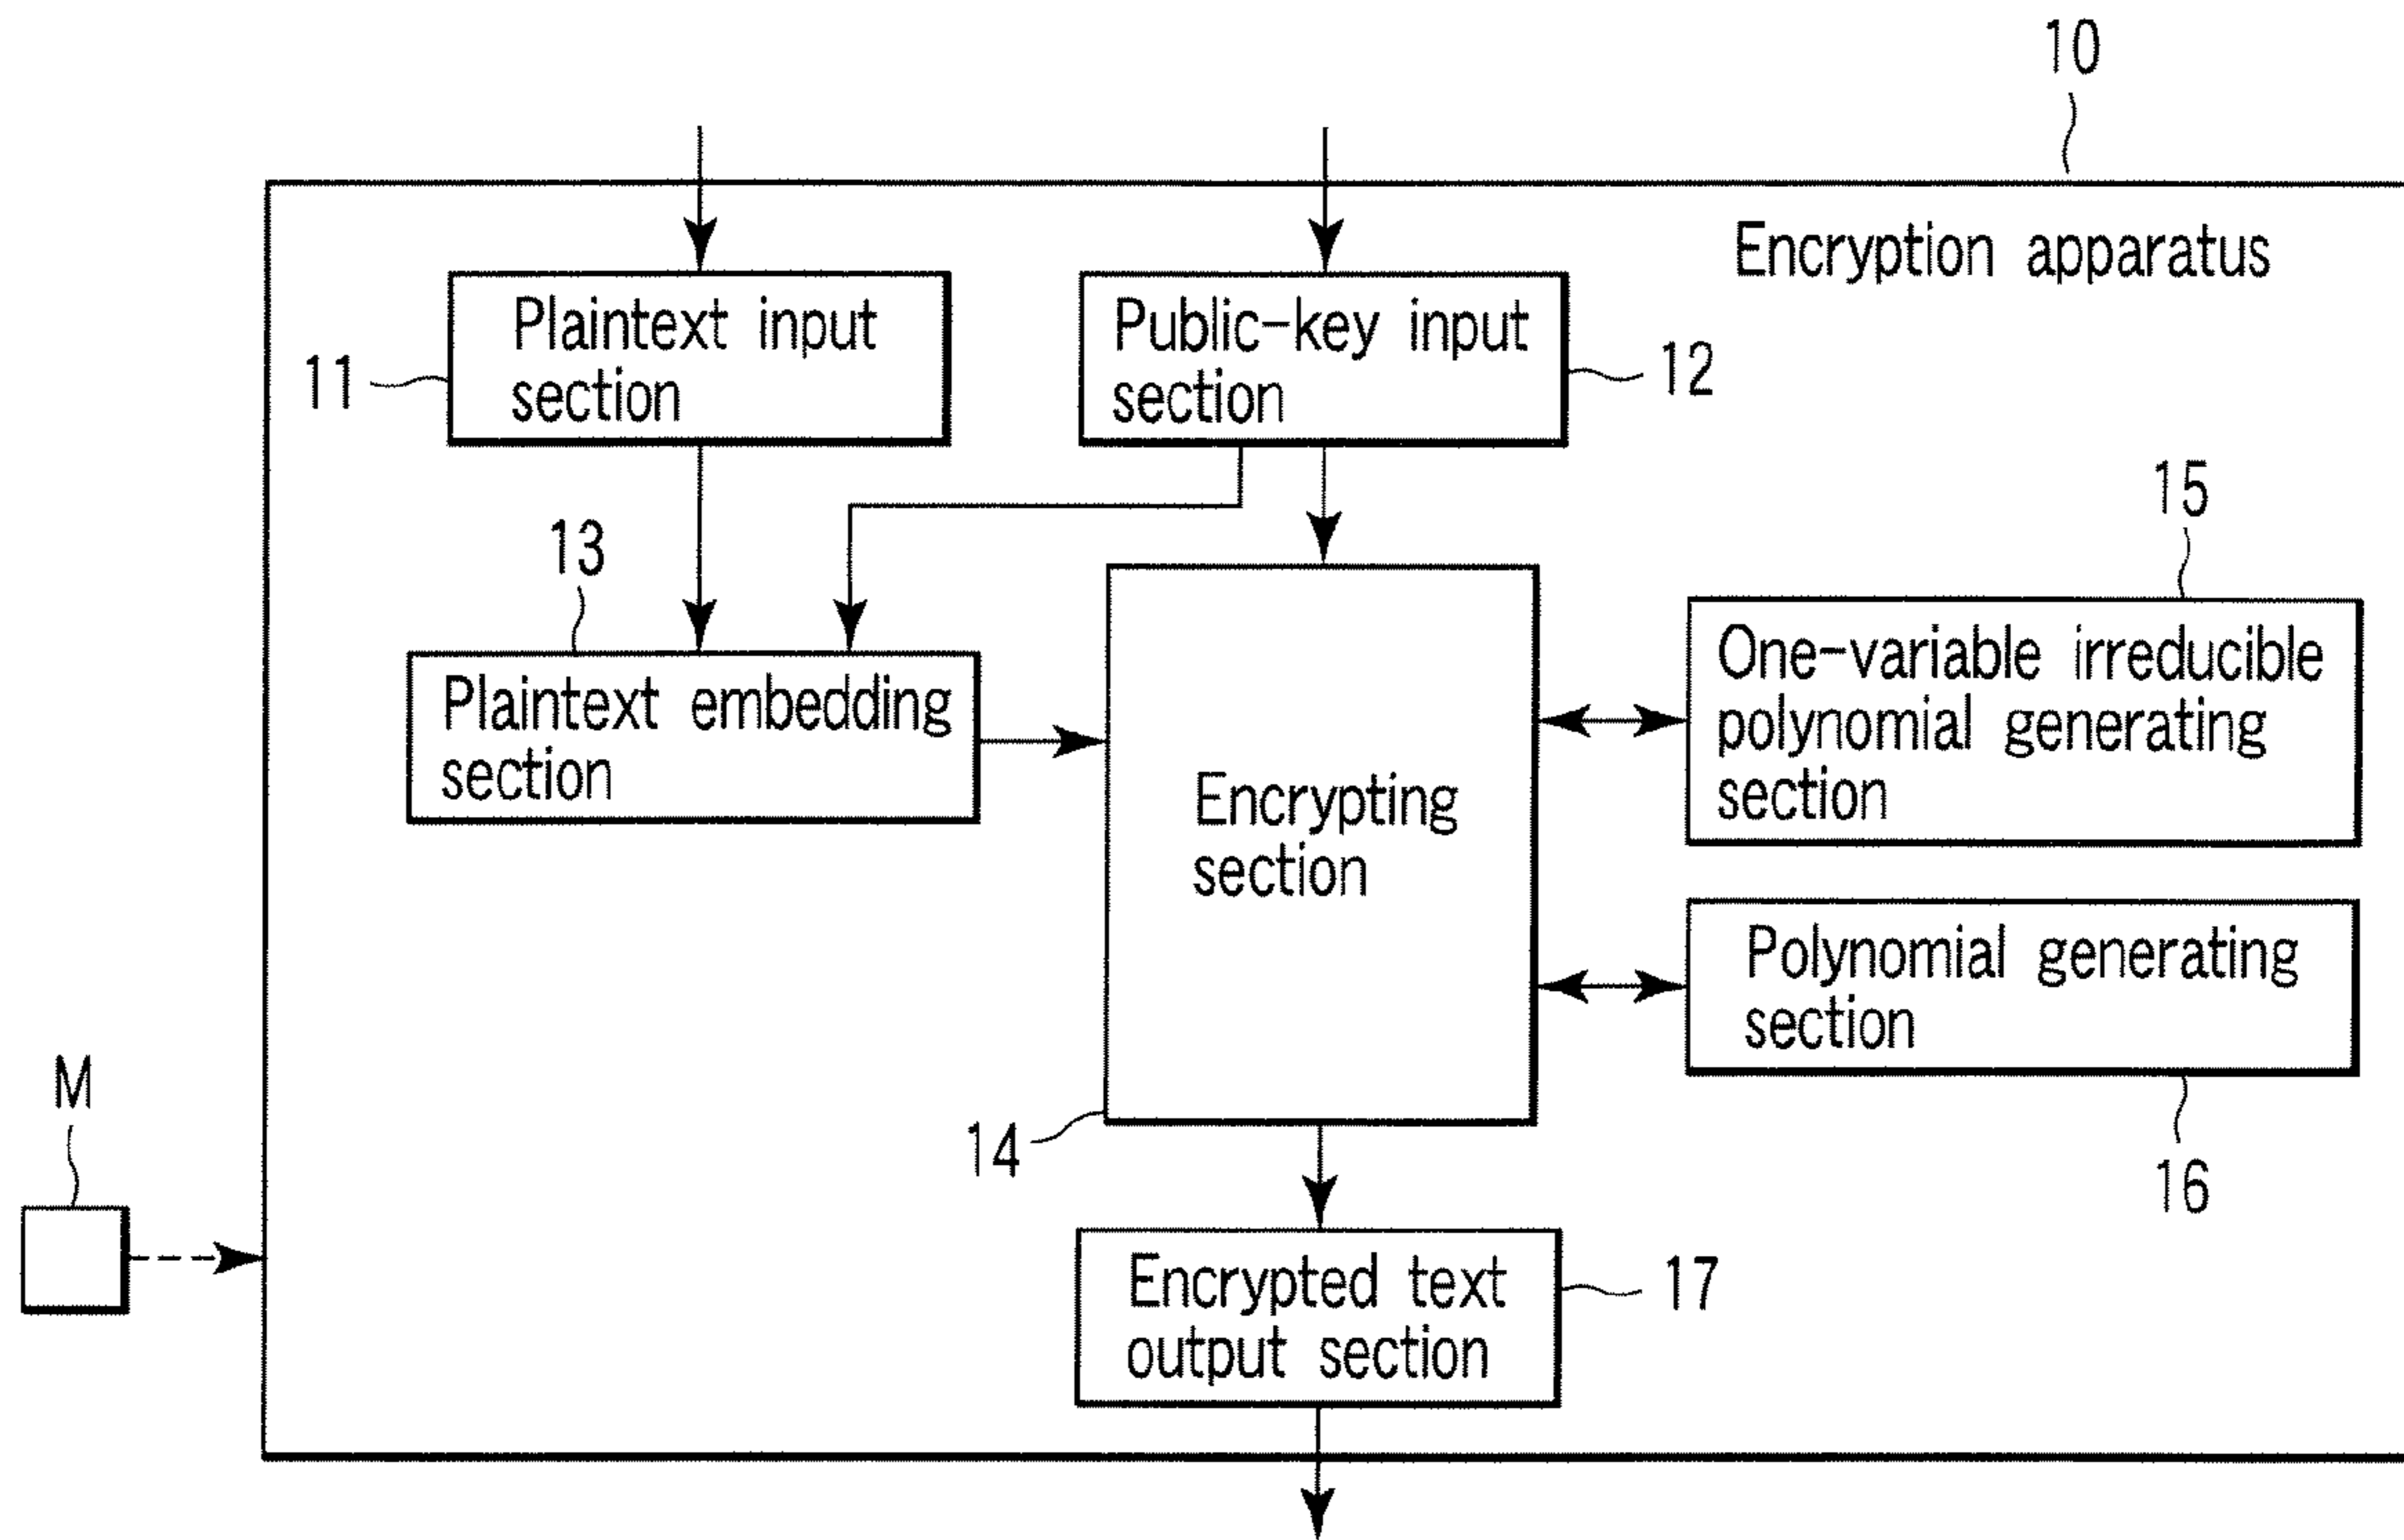 10
Encryption apparatus
Plaintext input
section
11
Public-key input
section
12
13
Plaintext embedding
section
15
One-variable irreducible
polynomial generating
section
Encrypting
section
14
Polynomial generating
section
16
M
Encrypted text
output section
17